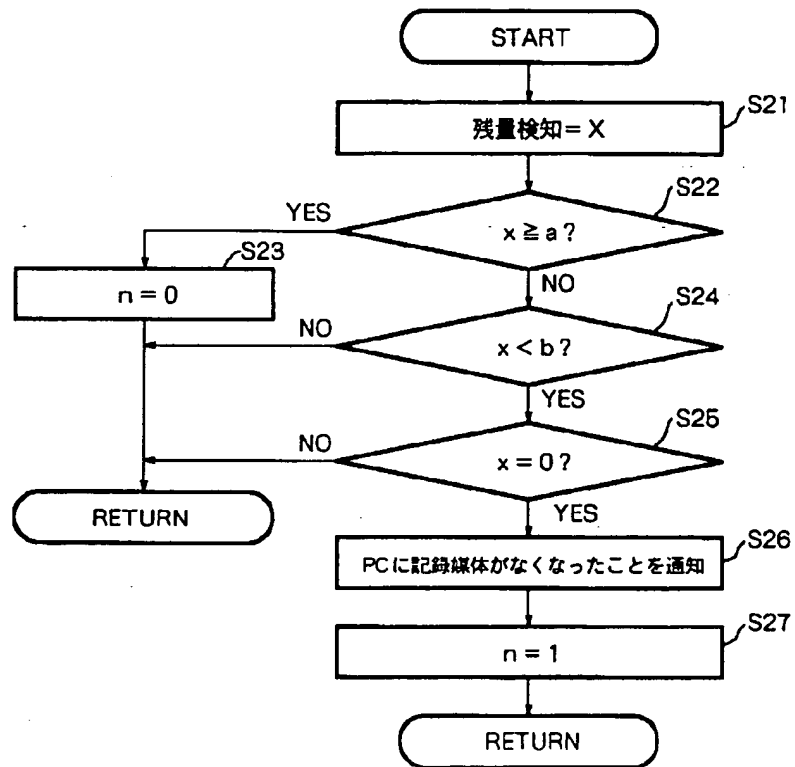 START
S21
残量検知＝X
S22
YES
x ≧ a ?
S23
n = 0
NO
S24
NO
x < b ?
YES
S25
NO
x = 0 ?
RETURN
YES
S26
PCに記録媒体がなくなったことを通知
S27
n = 1
RETURN